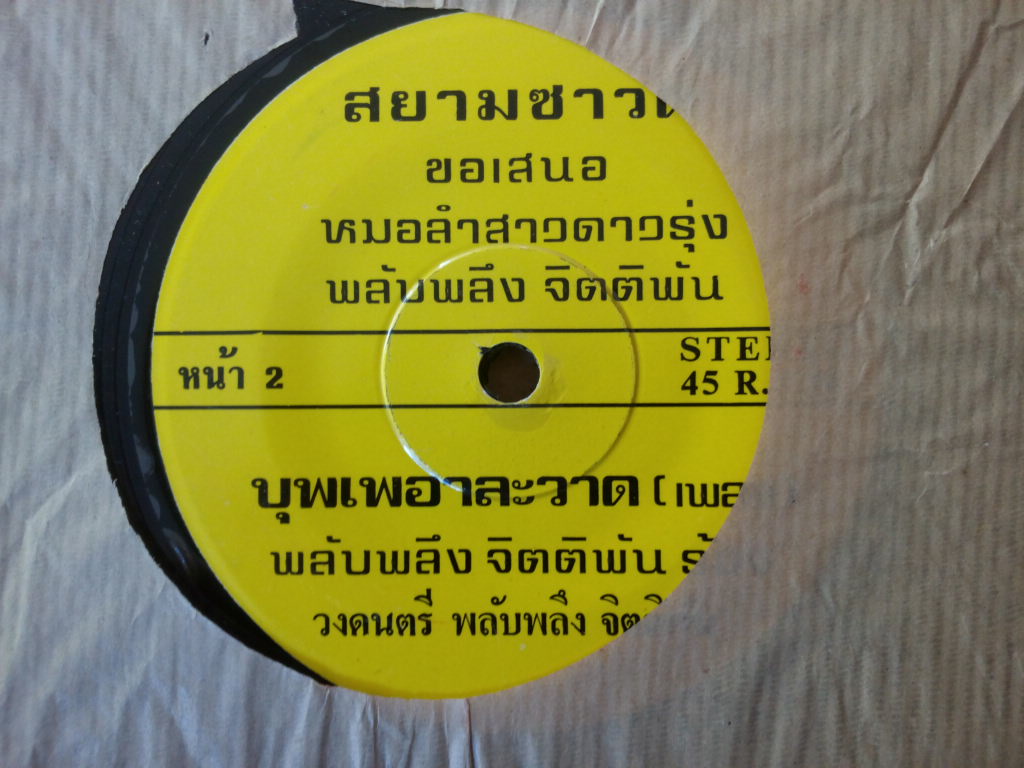 สยามซาวด
ขอเสนอ
หมอลำสาวดาวรุ่ง
พลับพลึง จิตติพัน
หน้า 2
STE
45 R.
บุพเพอาละวาด (เพล
พลับพลึง จิตติพัน
วงดนตรี พลับพลึง